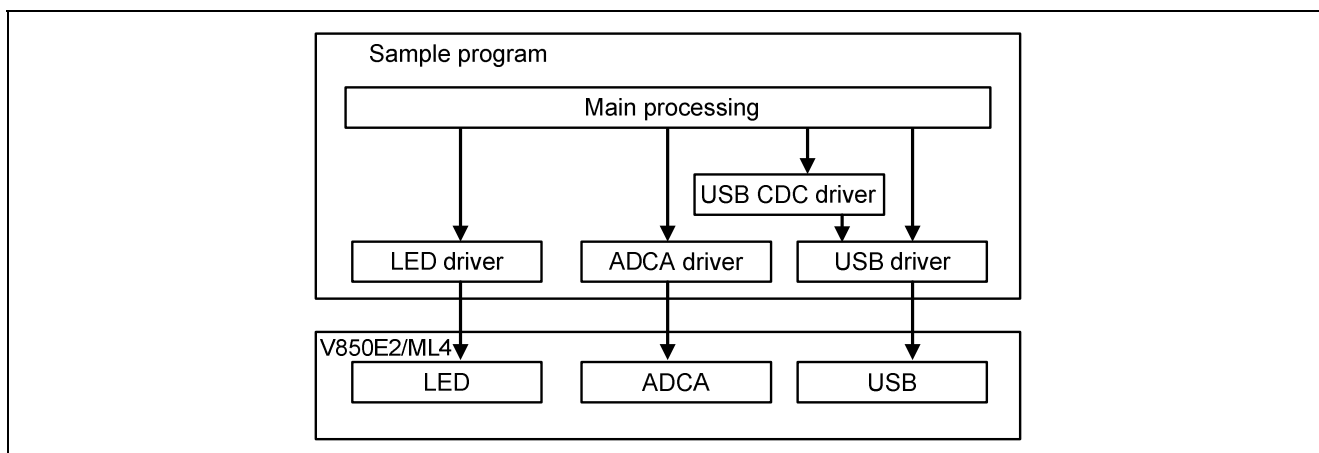 Sample program
Main processing
USB CDC driver
LED driver
ADCA driver
USB driver
V850E2/ML4
LED
ADCA
USB